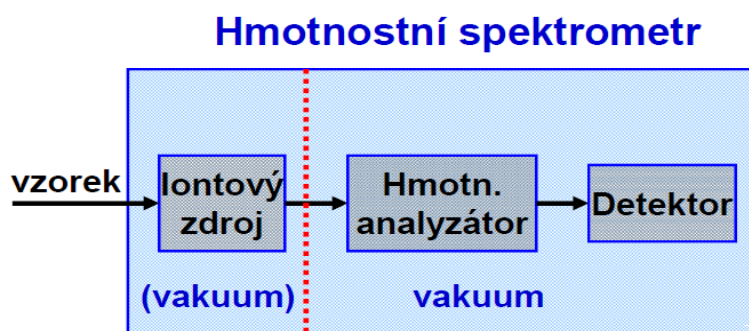 Hmotnostní spektrometr
vzorek
Iontový
zdroj
Hmotn.
analyzátor
Detektor
(vakuum)
vakuum